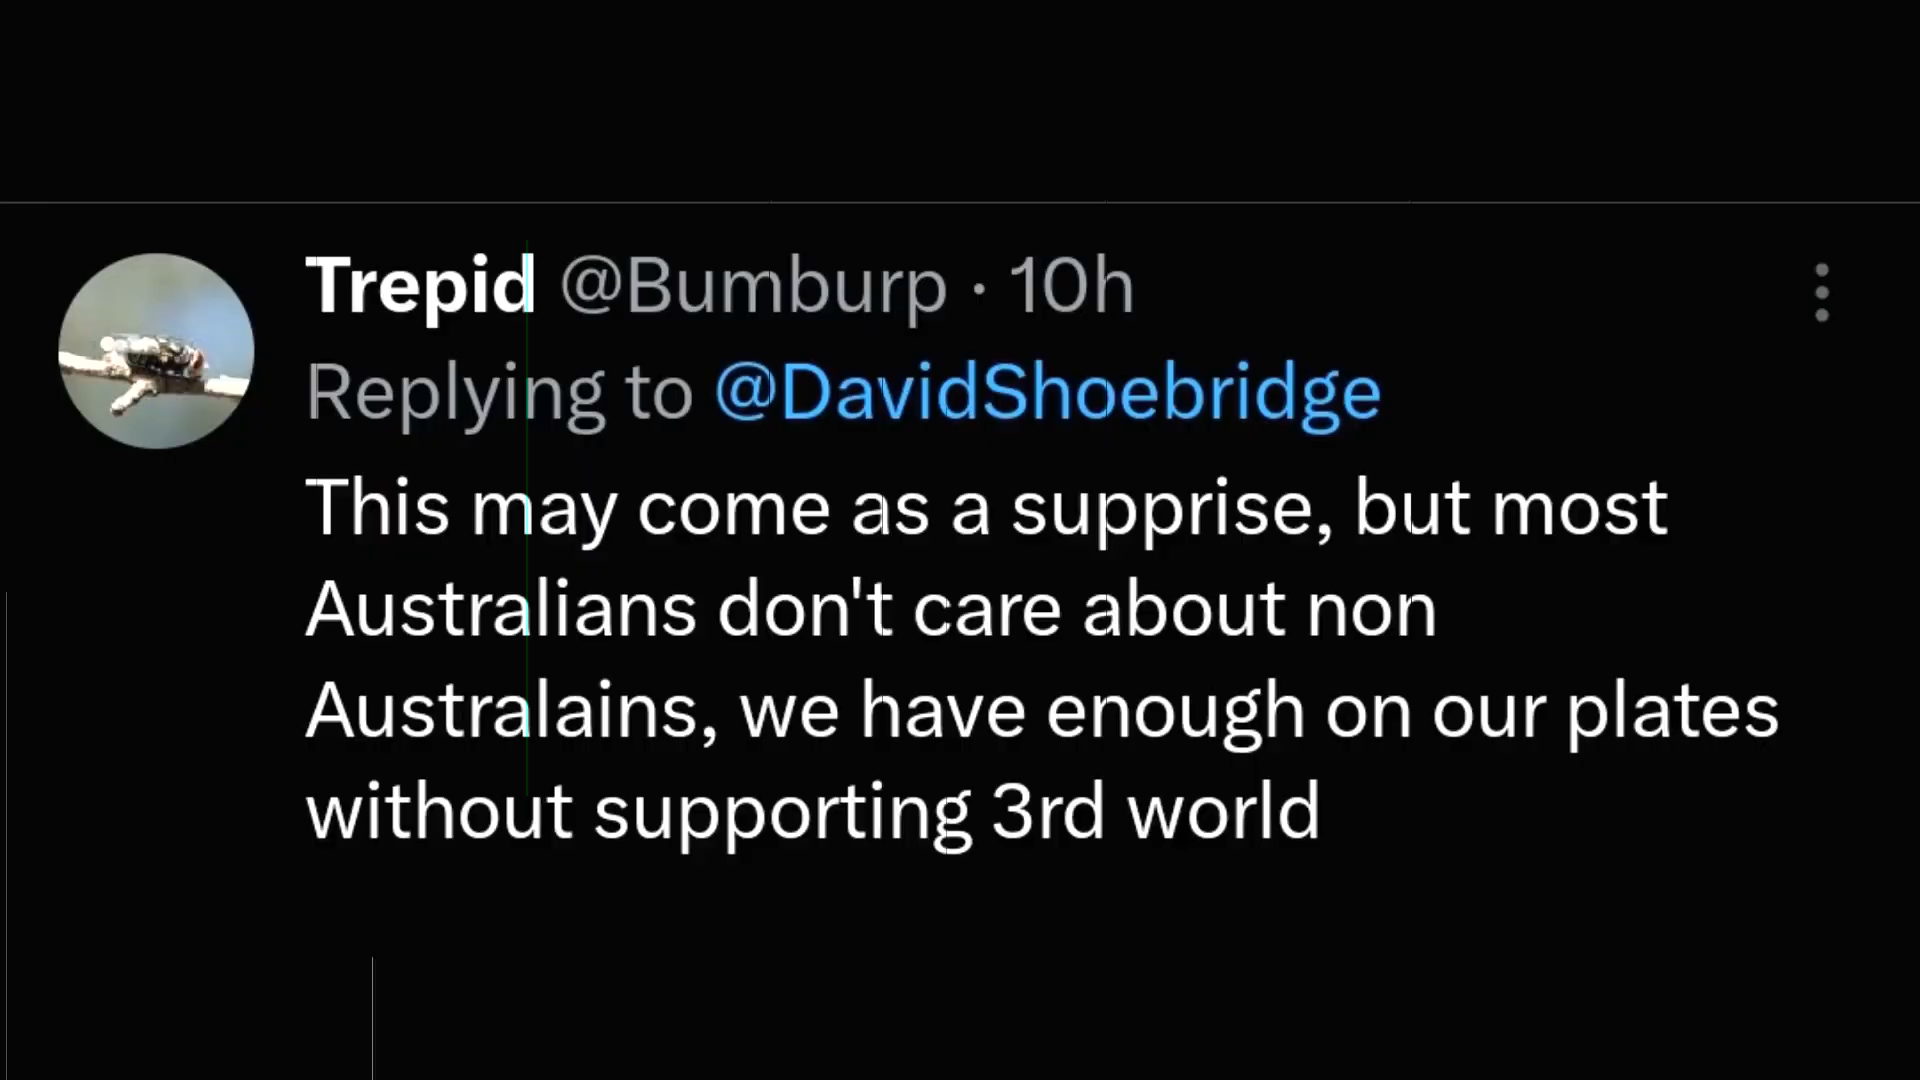 Trepid @Bumburp · 10h
Replying to @DavidShoebridge
This may come as a supprise, but most
Australians don't care about non
Australains, we have enough on our plates
without supporting 3rd world